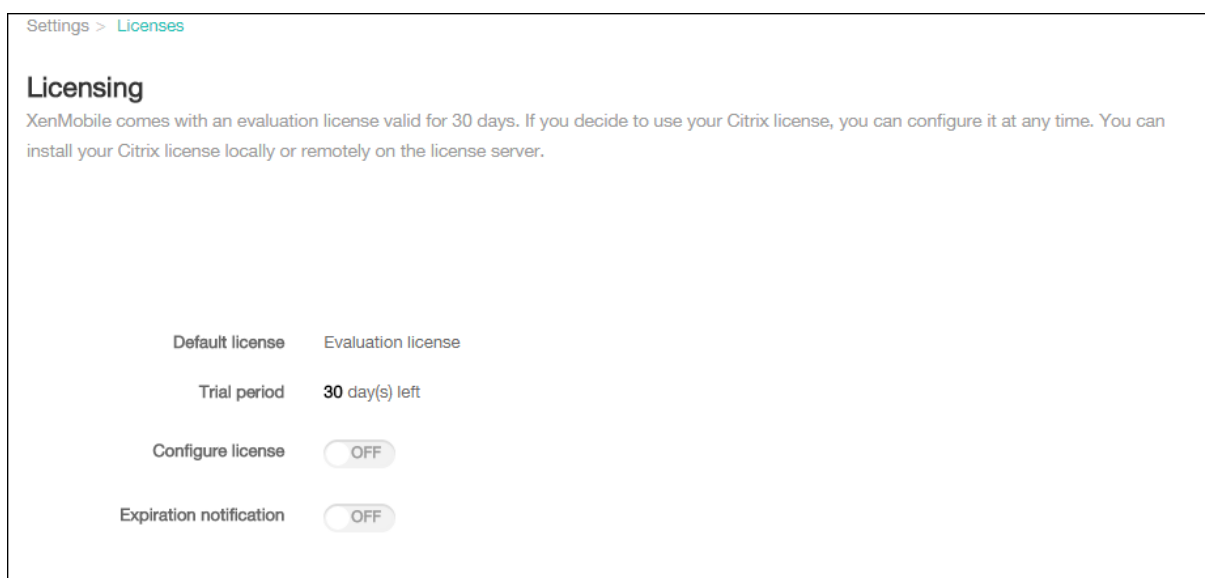 Settings > Licenses
Licensing
XenMobile comes with an evaluation license valid for 30 days. If you decide to use your Citrix license, you can configure it at any time. You can
install your Citrix license locally or remotely on the license server.
Default license Evaluation license
Trial period 30 day(s) left
Configure license OFF
Expiration notification OFF